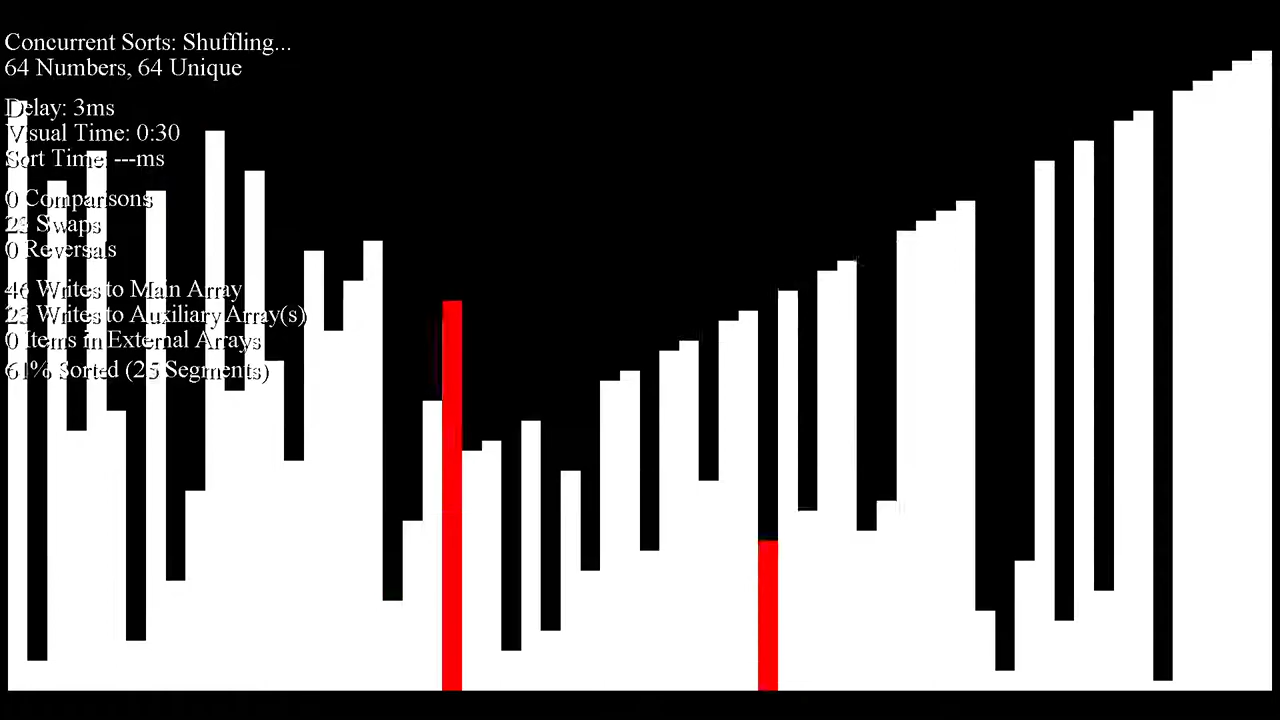 Concurrent Sorts: Shuffling...
64 Numbers, 64 Unique
Delay: 3ms
Visual Time: 0:30
Sort Time: ---ms
0 Comparisons
23 Swaps
0 Reversals
46 Writes to Main Array
23 Writes to Auxiliary Array(s)
0 Items in External Arrays
61% Sorted (25 Segments)